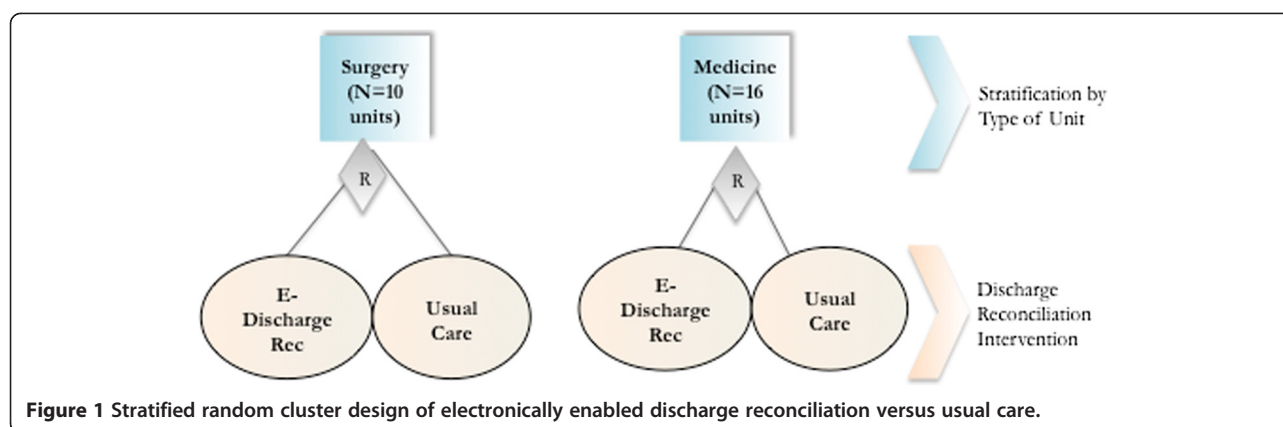 Surgery
(N=10
units)
Medicine
(N=16
units)
Stratification by
Type of Unit
R
R
E-
Discharge
Rec
Usual
Care
E-
Discharge
Rec
Usual
Care
Discharge
Reconciliation
Intervention
Figure 1 Stratified random cluster design of electronically enabled discharge reconciliation versus usual care.